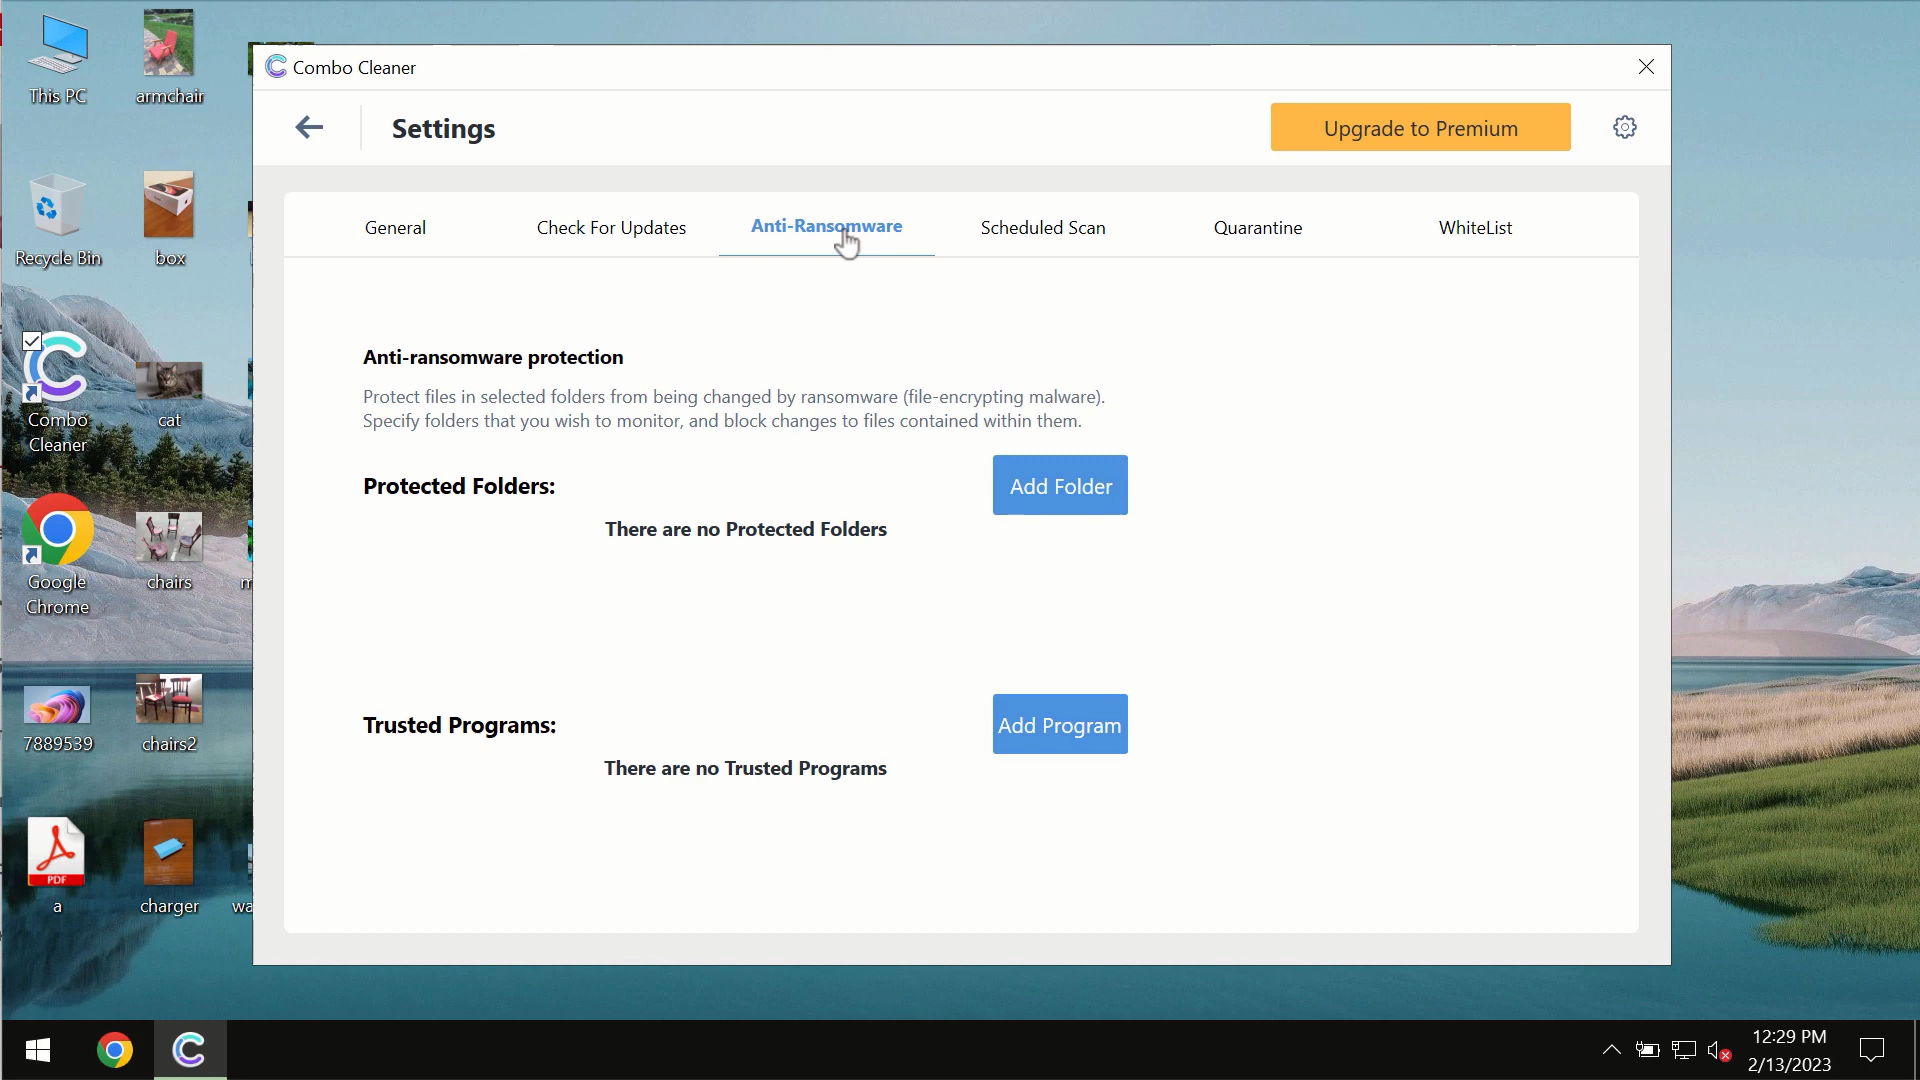 This PC
armchair
Recycle Bin
box
Combo
Cleaner
cat
Google
Chrome
chairs
7889539
chairs2
PDF
a
charger
wa
Combo Cleaner
Settings
Upgrade to Premium
General
Check For Updates
Anti-Ransomware
Scheduled Scan
Quarantine
WhiteList
Anti-ransomware protection
Protect files in selected folders from being changed by ransomware (file-encrypting malware).
Specify folders that you wish to monitor, and block changes to files contained within them.
Protected Folders:
Add Folder
There are no Protected Folders
Trusted Programs:
Add Program
There are no Trusted Programs
12:29 PM
2/13/2023